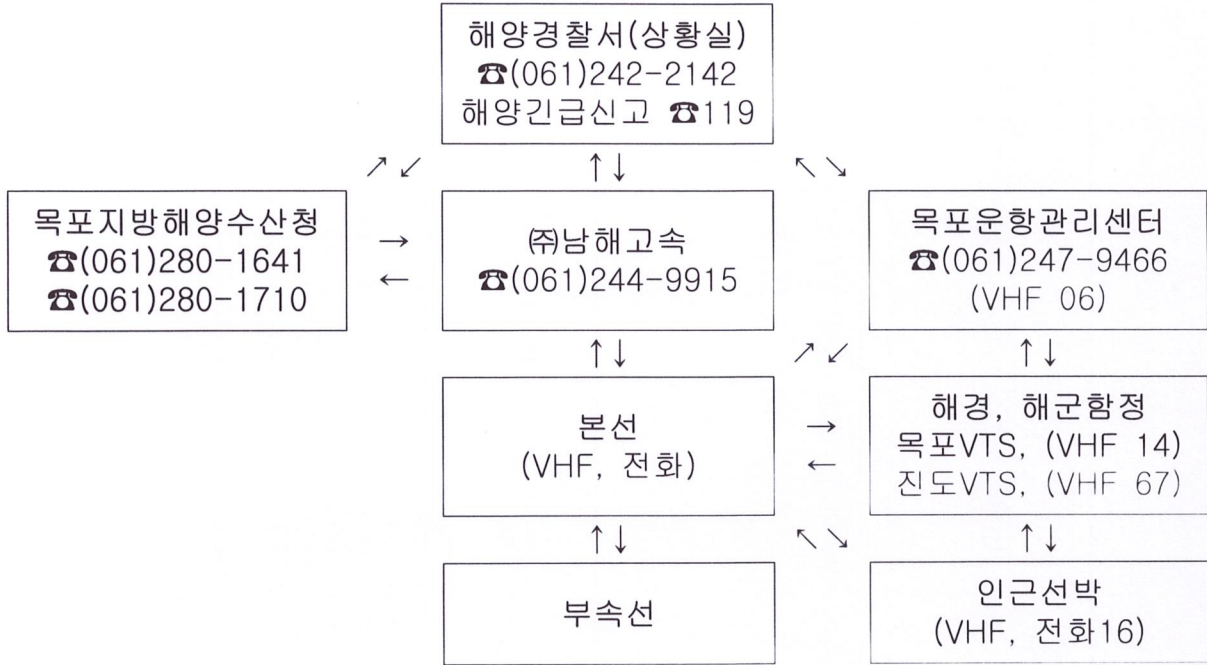 해양경찰서(상황실)
☎(061)242-2142
해양긴급신고 ☎119
↗↙ ↑↓ ↖↘
목포지방해양수산청
☎(061)280-1641
☎(061)280-1710
→
←
㈜남해고속
☎(061)244-9915
목포운항관리센터
☎(061)247-9466
(VHF 06)
↑↓ ↗↙ ↑↓
본선
(VHF, 전화)
→
←
해경, 해군함정
목포VTS, (VHF 14)
진도VTS, (VHF 67)
↑↓ ↖↘ ↑↓
부속선
인근선박
(VHF, 전화16)